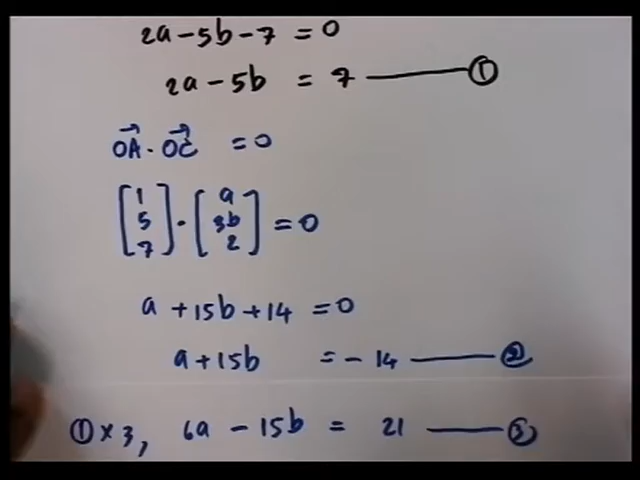 2a - 5b - 7 = 0
2a - 5b = 7 ——— ①
OA⃗ · OC⃗ = 0
[1 5 7] · [a 3b 2] = 0
a + 15b + 14 = 0
a + 15b = - 14 ——— ②
① × 3, 6a - 15b = 21 ——— ③